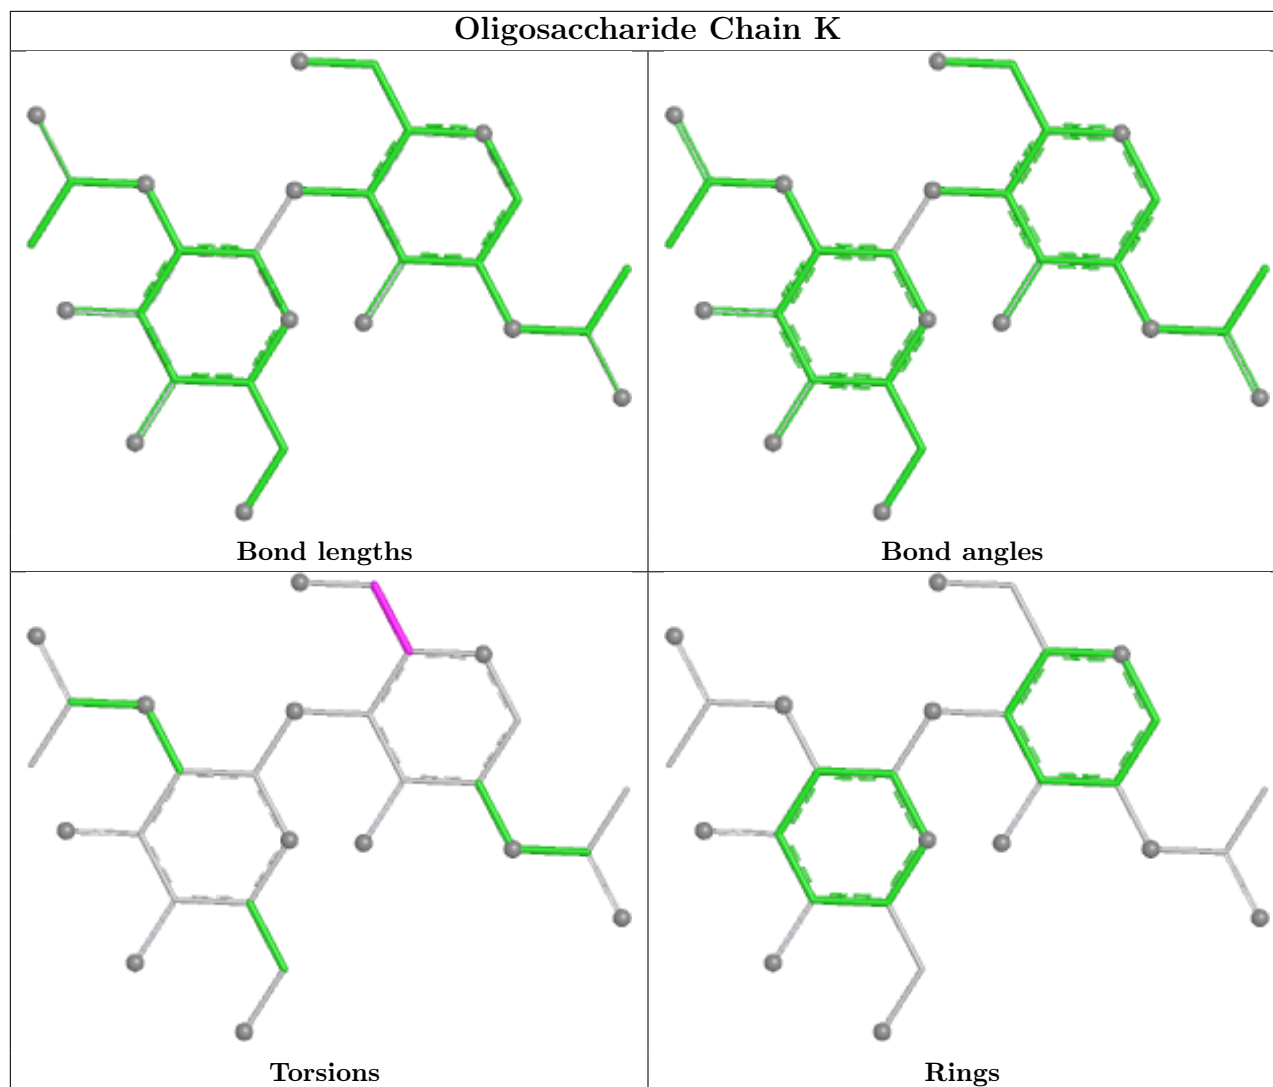 Oligosaccharide Chain K
Bond lengths
Bond angles
Torsions
Rings